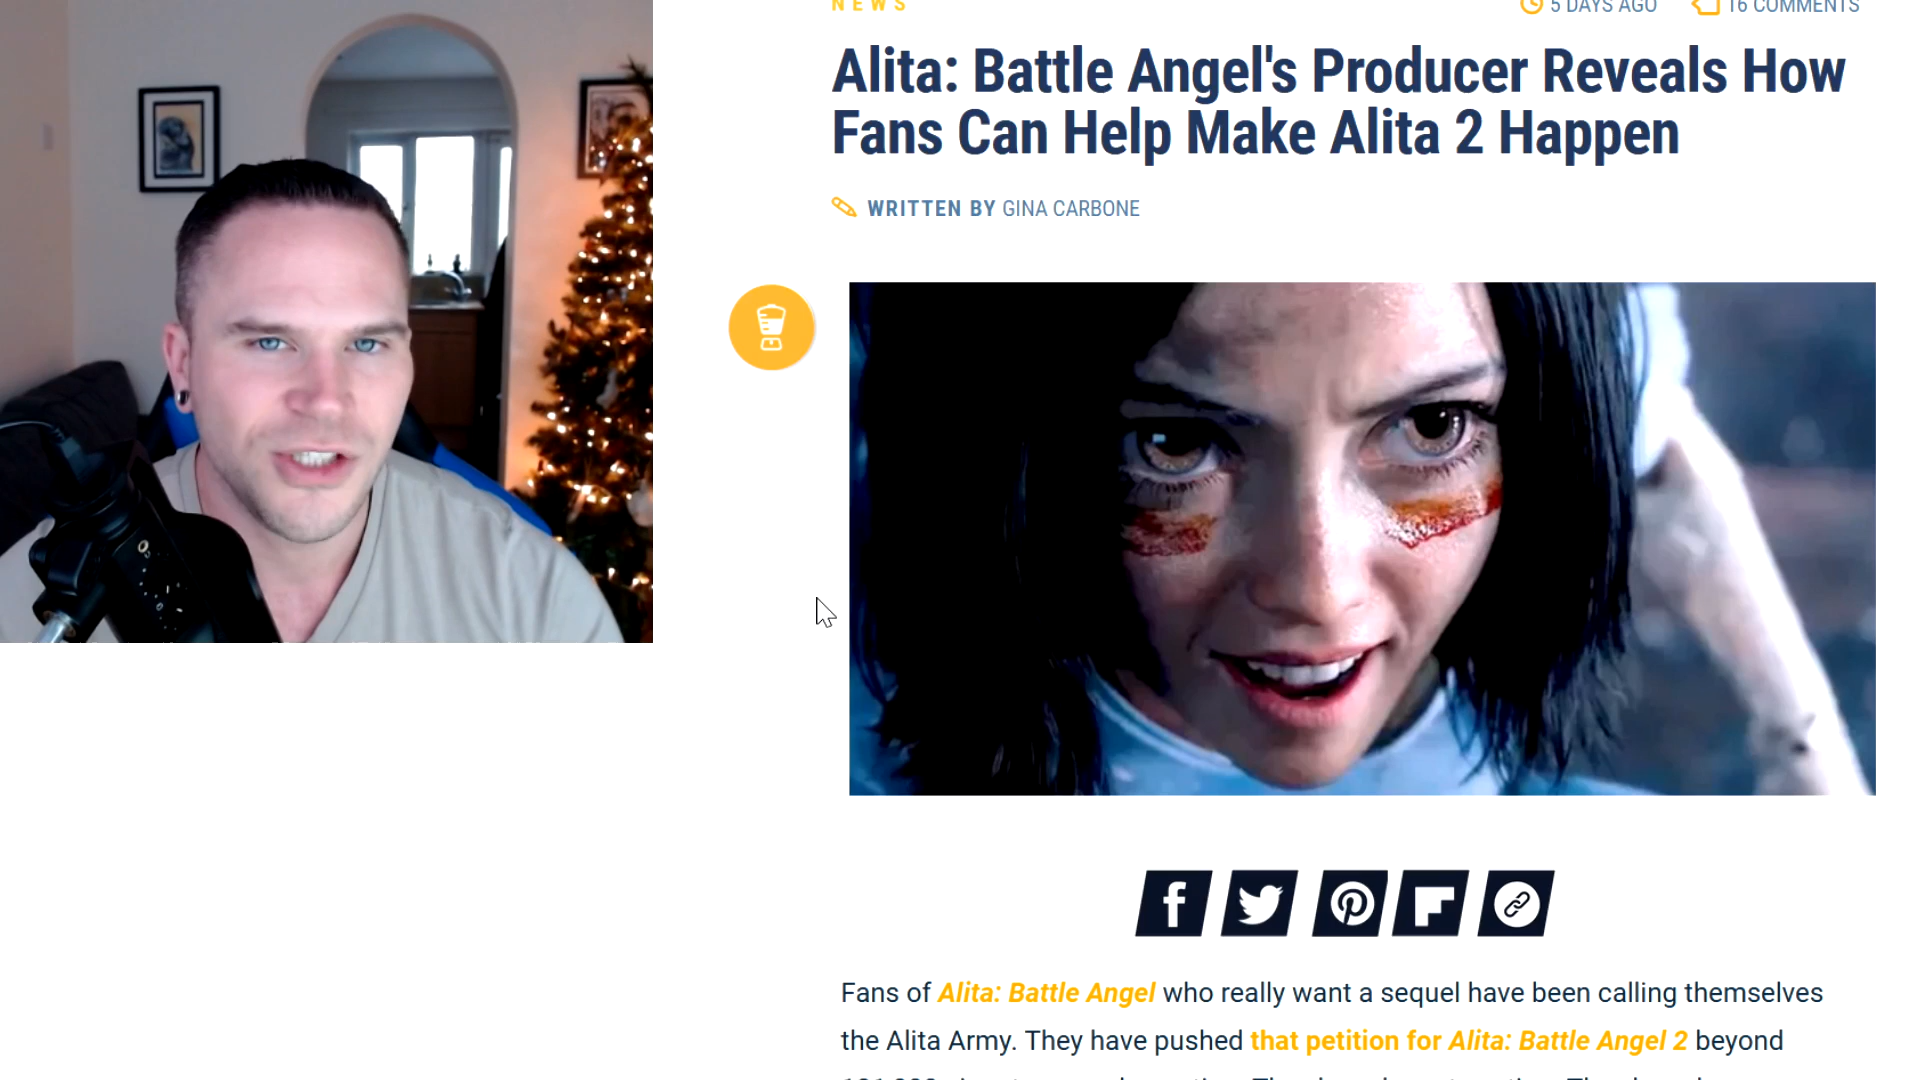 NEWS
5 DAYS AGO 16 COMMENTS
Alita: Battle Angel's Producer Reveals How
Fans Can Help Make Alita 2 Happen
WRITTEN BY GINA CARBONE
Fans of Alita: Battle Angel who really want a sequel have been calling themselves
the Alita Army. They have pushed that petition for Alita: Battle Angel 2 beyond